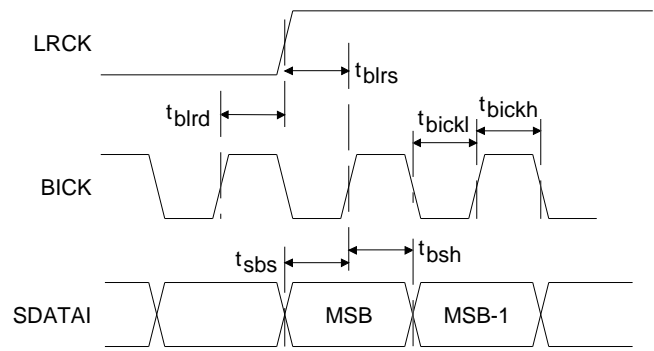 LRCK
tblrs
tblrd
tbickh
tbickl
BICK
tsbs
tbsh
SDATAI
MSB
MSB-1